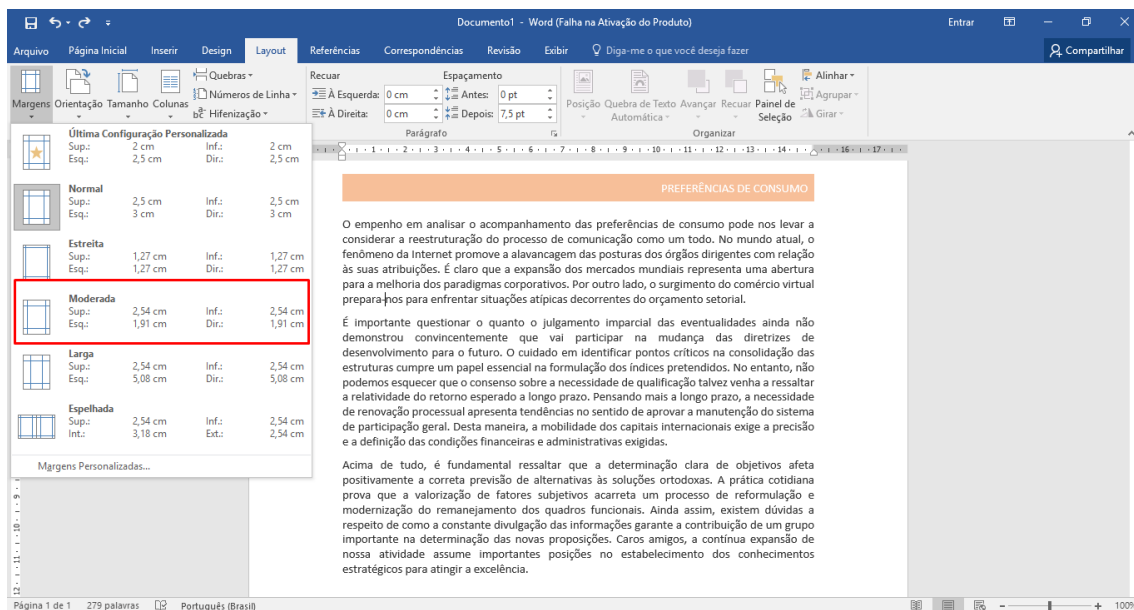 Documento1 - Word (Falha na Ativação do Produto)
Entrar
Arquivo Página Inicial Inserir Design Layout Referências Correspondências Revisão Exibir Diga-me o que você deseja fazer Compartilhar
Margens Orientação Tamanho Colunas
Quebras
Números de Linha
Hifenização
Recuar
À Esquerda: 0 cm
À Direita: 0 cm
Espaçamento
Antes: 0 pt
Depois: 7,5 pt
Parágrafo
Posição Quebra de Texto Automática Avançar Recuar Painel de Seleção
Alinhar
Agrupar
Girar
Organizar
Última Configuração Personalizada
Sup.: 2 cm Inf.: 2 cm
Esq.: 2,5 cm Dir.: 2,5 cm
Normal
Sup.: 2,5 cm Inf.: 2,5 cm
Esq.: 3 cm Dir.: 3 cm
Estreita
Sup.: 1,27 cm Inf.: 1,27 cm
Esq.: 1,27 cm Dir.: 1,27 cm
Moderada
Sup.: 2,54 cm Inf.: 2,54 cm
Esq.: 1,91 cm Dir.: 1,91 cm
Larga
Sup.: 2,54 cm Inf.: 2,54 cm
Esq.: 5,08 cm Dir.: 5,08 cm
Espelhada
Sup.: 2,54 cm Inf.: 2,54 cm
Int.: 3,18 cm Ext.: 2,54 cm
Margens Personalizadas...
1 2 3 4 5 6 7 8 9 10 11 12 13 14 16 17
PREFERÊNCIAS DE CONSUMO
O empenho em analisar o acompanhamento das preferências de consumo pode nos levar a
considerar a reestruturação do processo de comunicação como um todo. No mundo atual, o
fenômeno da Internet promove a alavancagem das posturas dos órgãos dirigentes com relação
às suas atribuições. É claro que a expansão dos mercados mundiais representa uma abertura
para a melhoria dos paradigmas corporativos. Por outro lado, o surgimento do comércio virtual
prepara-nos para enfrentar situações atípicas decorrentes do orçamento setorial.
É importante questionar o quanto o julgamento imparcial das eventualidades ainda não
demonstrou convincentemente que vai participar na mudança das diretrizes de
desenvolvimento para o futuro. O cuidado em identificar pontos críticos na consolidação das
estruturas cumpre um papel essencial na formulação dos índices pretendidos. No entanto, não
podemos esquecer que o consenso sobre a necessidade de qualificação talvez venha a ressaltar
a relatividade do retorno esperado a longo prazo. Pensando mais a longo prazo, a necessidade
de renovação processual apresenta tendências no sentido de aprovar a manutenção do sistema
de participação geral. Desta maneira, a mobilidade dos capitais internacionais exige a precisão
e a definição das condições financeiras e administrativas exigidas.
Acima de tudo, é fundamental ressaltar que a determinação clara de objetivos afeta
positivamente a correta previsão de alternativas às soluções ortodoxas. A prática cotidiana
prova que a valorização de fatores subjetivos acarreta um processo de reformulação e
modernização do remanejamento dos quadros funcionais. Ainda assim, existem dúvidas a
respeito de como a constante divulgação das informações garante a contribuição de um grupo
importante na determinação das novas proposições. Caros amigos, a contínua expansão de
nossa atividade assume importantes posições no estabelecimento dos conhecimentos
estratégicos para atingir a excelência.
9
10
11
12
Página 1 de 1 279 palavras Português (Brasil)